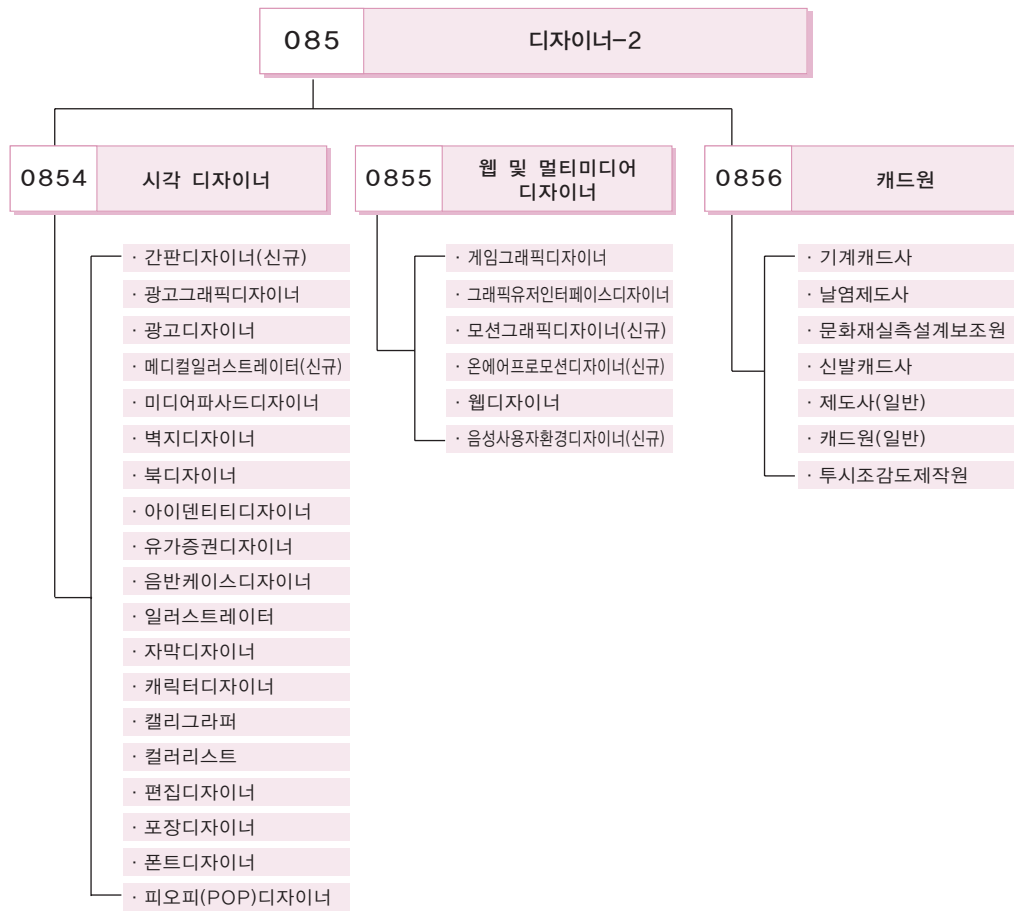 085 디자이너-2
0854 시각 디자이너
· 간판디자이너(신규)
· 광고그래픽디자이너
· 광고디자이너
· 메디컬일러스트레이터(신규)
· 미디어파사드디자이너
· 벽지디자이너
· 북디자이너
· 아이덴티티디자이너
· 유가증권디자이너
· 음반케이스디자이너
· 일러스트레이터
· 자막디자이너
· 캐릭터디자이너
· 캘리그라퍼
· 컬러리스트
· 편집디자이너
· 포장디자이너
· 폰트디자이너
· 피오피(POP)디자이너
0855 웹 및 멀티미디어
디자이너
· 게임그래픽디자이너
· 그래픽유저인터페이스디자이너
· 모션그래픽디자이너(신규)
· 온에어프로모션디자이너(신규)
· 웹디자이너
· 음성사용자환경디자이너(신규)
0856 캐드원
· 기계캐드사
· 날염제도사
· 문화재실측설계보조원
· 신발캐드사
· 제도사(일반)
· 캐드원(일반)
· 투시조감도제작원